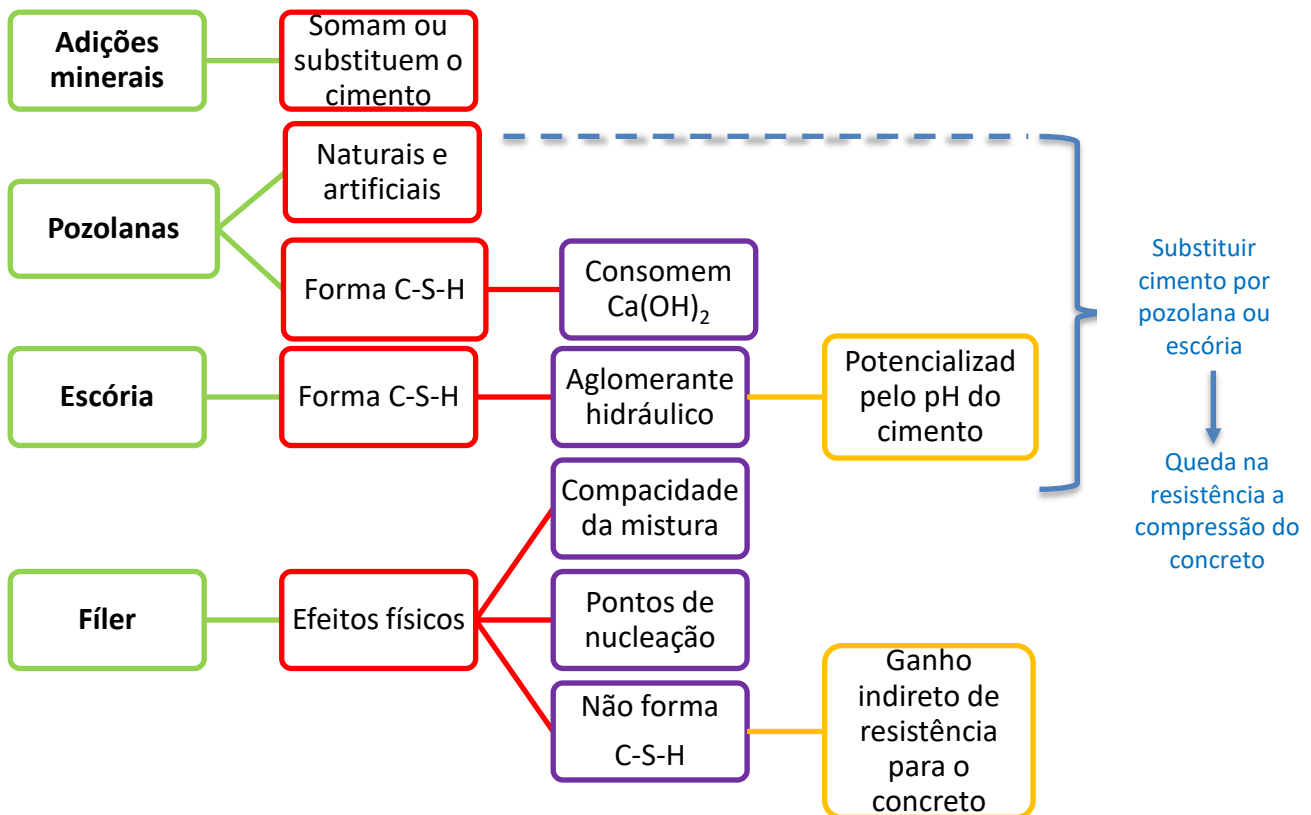 Adições
minerais
Somam ou
substituem o
cimento
Pozolanas
Naturais e
artificiais
Forma C-S-H
Consomem
Ca(OH)₂
Escória
Forma C-S-H
Aglomerante
hidráulico
Potencializad
pelo pH do
cimento
Fíler
Efeitos físicos
Compacidade
da mistura
Pontos de
nucleação
Não forma
C-S-H
Ganho
indireto de
resistência
para o
concreto
Substituir
cimento por
pozolana ou
escória
Queda na
resistência a
compressão do
concreto